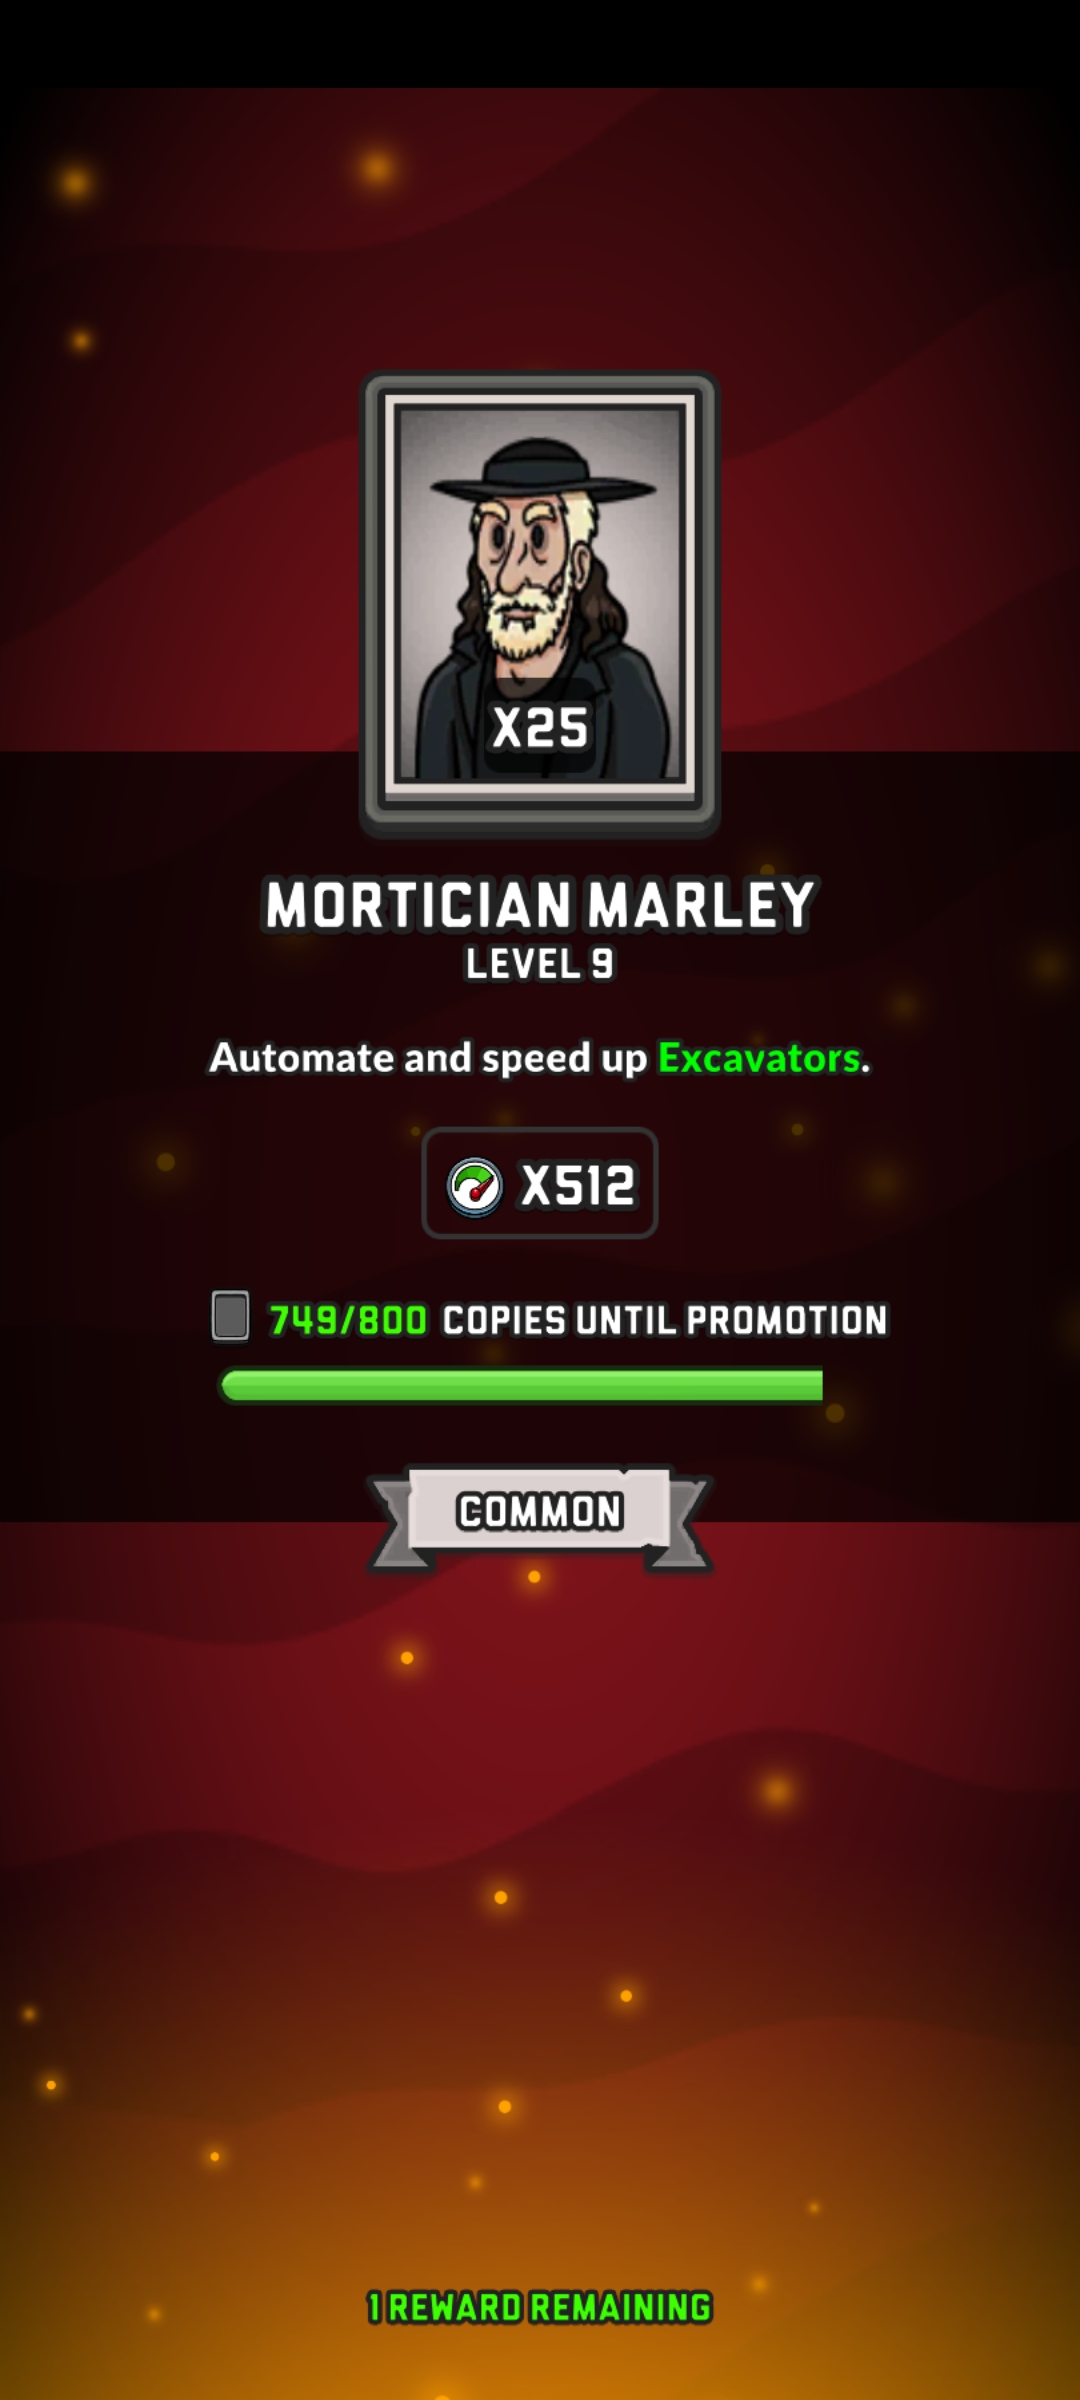 X25
MORTICIAN MARLEY
LEVEL 9
Automate and speed up Excavators.
X512
749/800 COPIES UNTIL PROMOTION
COMMON
1 REWARD REMAINING